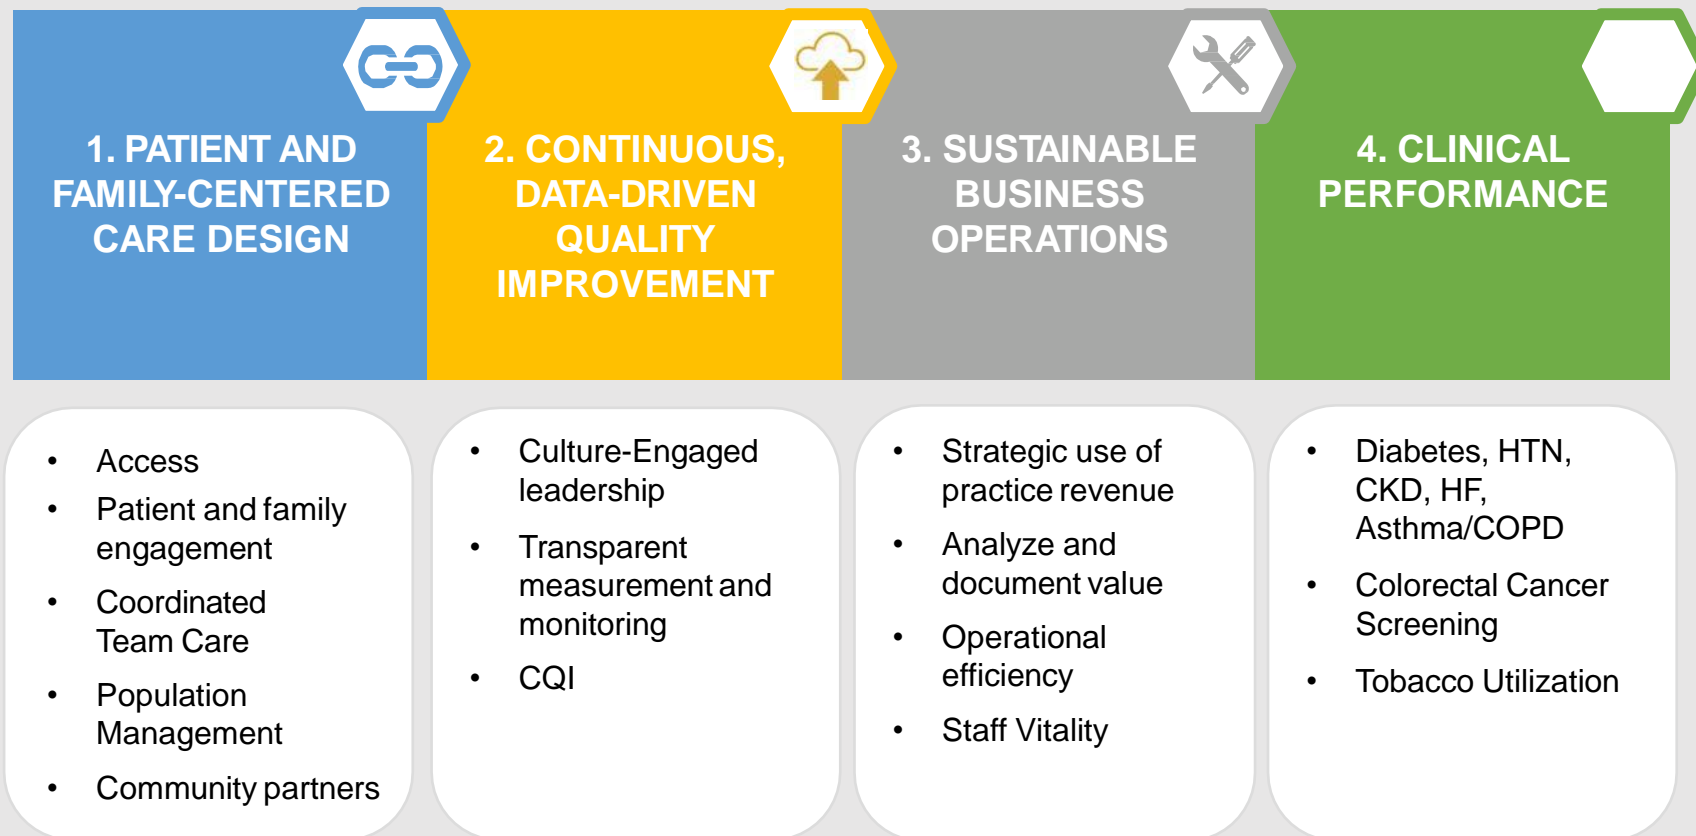 1. PATIENT AND
FAMILY-CENTERED
CARE DESIGN
2. CONTINUOUS,
DATA-DRIVEN
QUALITY
IMPROVEMENT
3. SUSTAINABLE
BUSINESS
OPERATIONS
4. CLINICAL
PERFORMANCE
• Access
• Patient and family
engagement
• Coordinated
Team Care
• Population
Management
• Community partners
• Culture-Engaged
leadership
• Transparent
measurement and
monitoring
• CQI
• Strategic use of
practice revenue
• Analyze and
document value
• Operational
efficiency
• Staff Vitality
• Diabetes, HTN,
CKD, HF,
Asthma/COPD
• Colorectal Cancer
Screening
• Tobacco Utilization